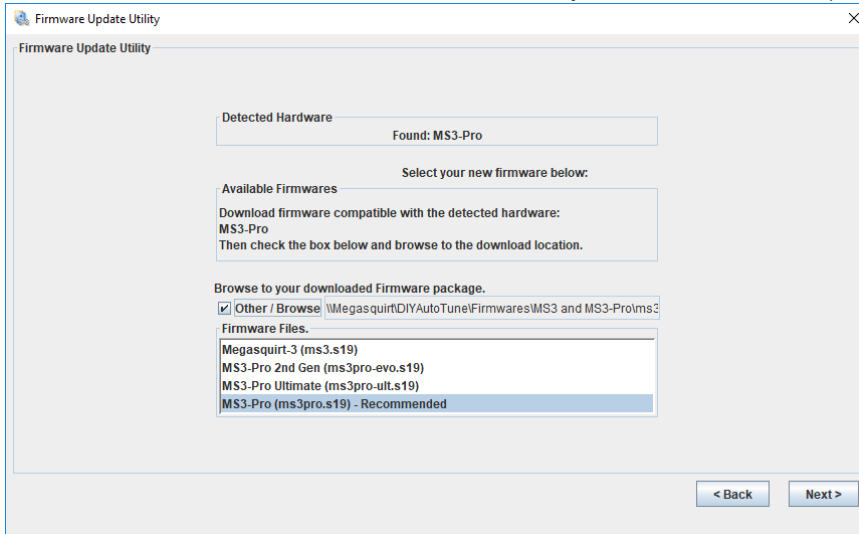 Firmware Update Utility
Firmware Update Utility
Detected Hardware
Found: MS3-Pro
Select your new firmware below:
Available Firmwares
Download firmware compatible with the detected hardware:
MS3-Pro
Then check the box below and browse to the download location.
Browse to your downloaded Firmware package.
Other / Browse \\Megasquirt\DIYAutoTune\Firmwares\MS3 and MS3-Pro\ms3
Firmware Files.
Megasquirt-3 (ms3.s19)
MS3-Pro 2nd Gen (ms3pro-evo.s19)
MS3-Pro Ultimate (ms3pro-ult.s19)
MS3-Pro (ms3pro.s19) - Recommended
< Back Next >